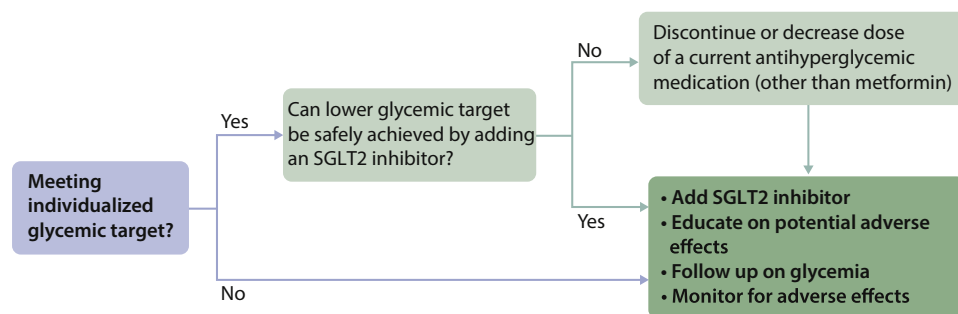 Meeting
individualized
glycemic target?
Yes
No
Can lower glycemic target
be safely achieved by adding
an SGLT2 inhibitor?
No
Yes
Discontinue or decrease dose
of a current antihyperglycemic
medication (other than metformin)
• Add SGLT2 inhibitor
• Educate on potential adverse
effects
• Follow up on glycemia
• Monitor for adverse effects